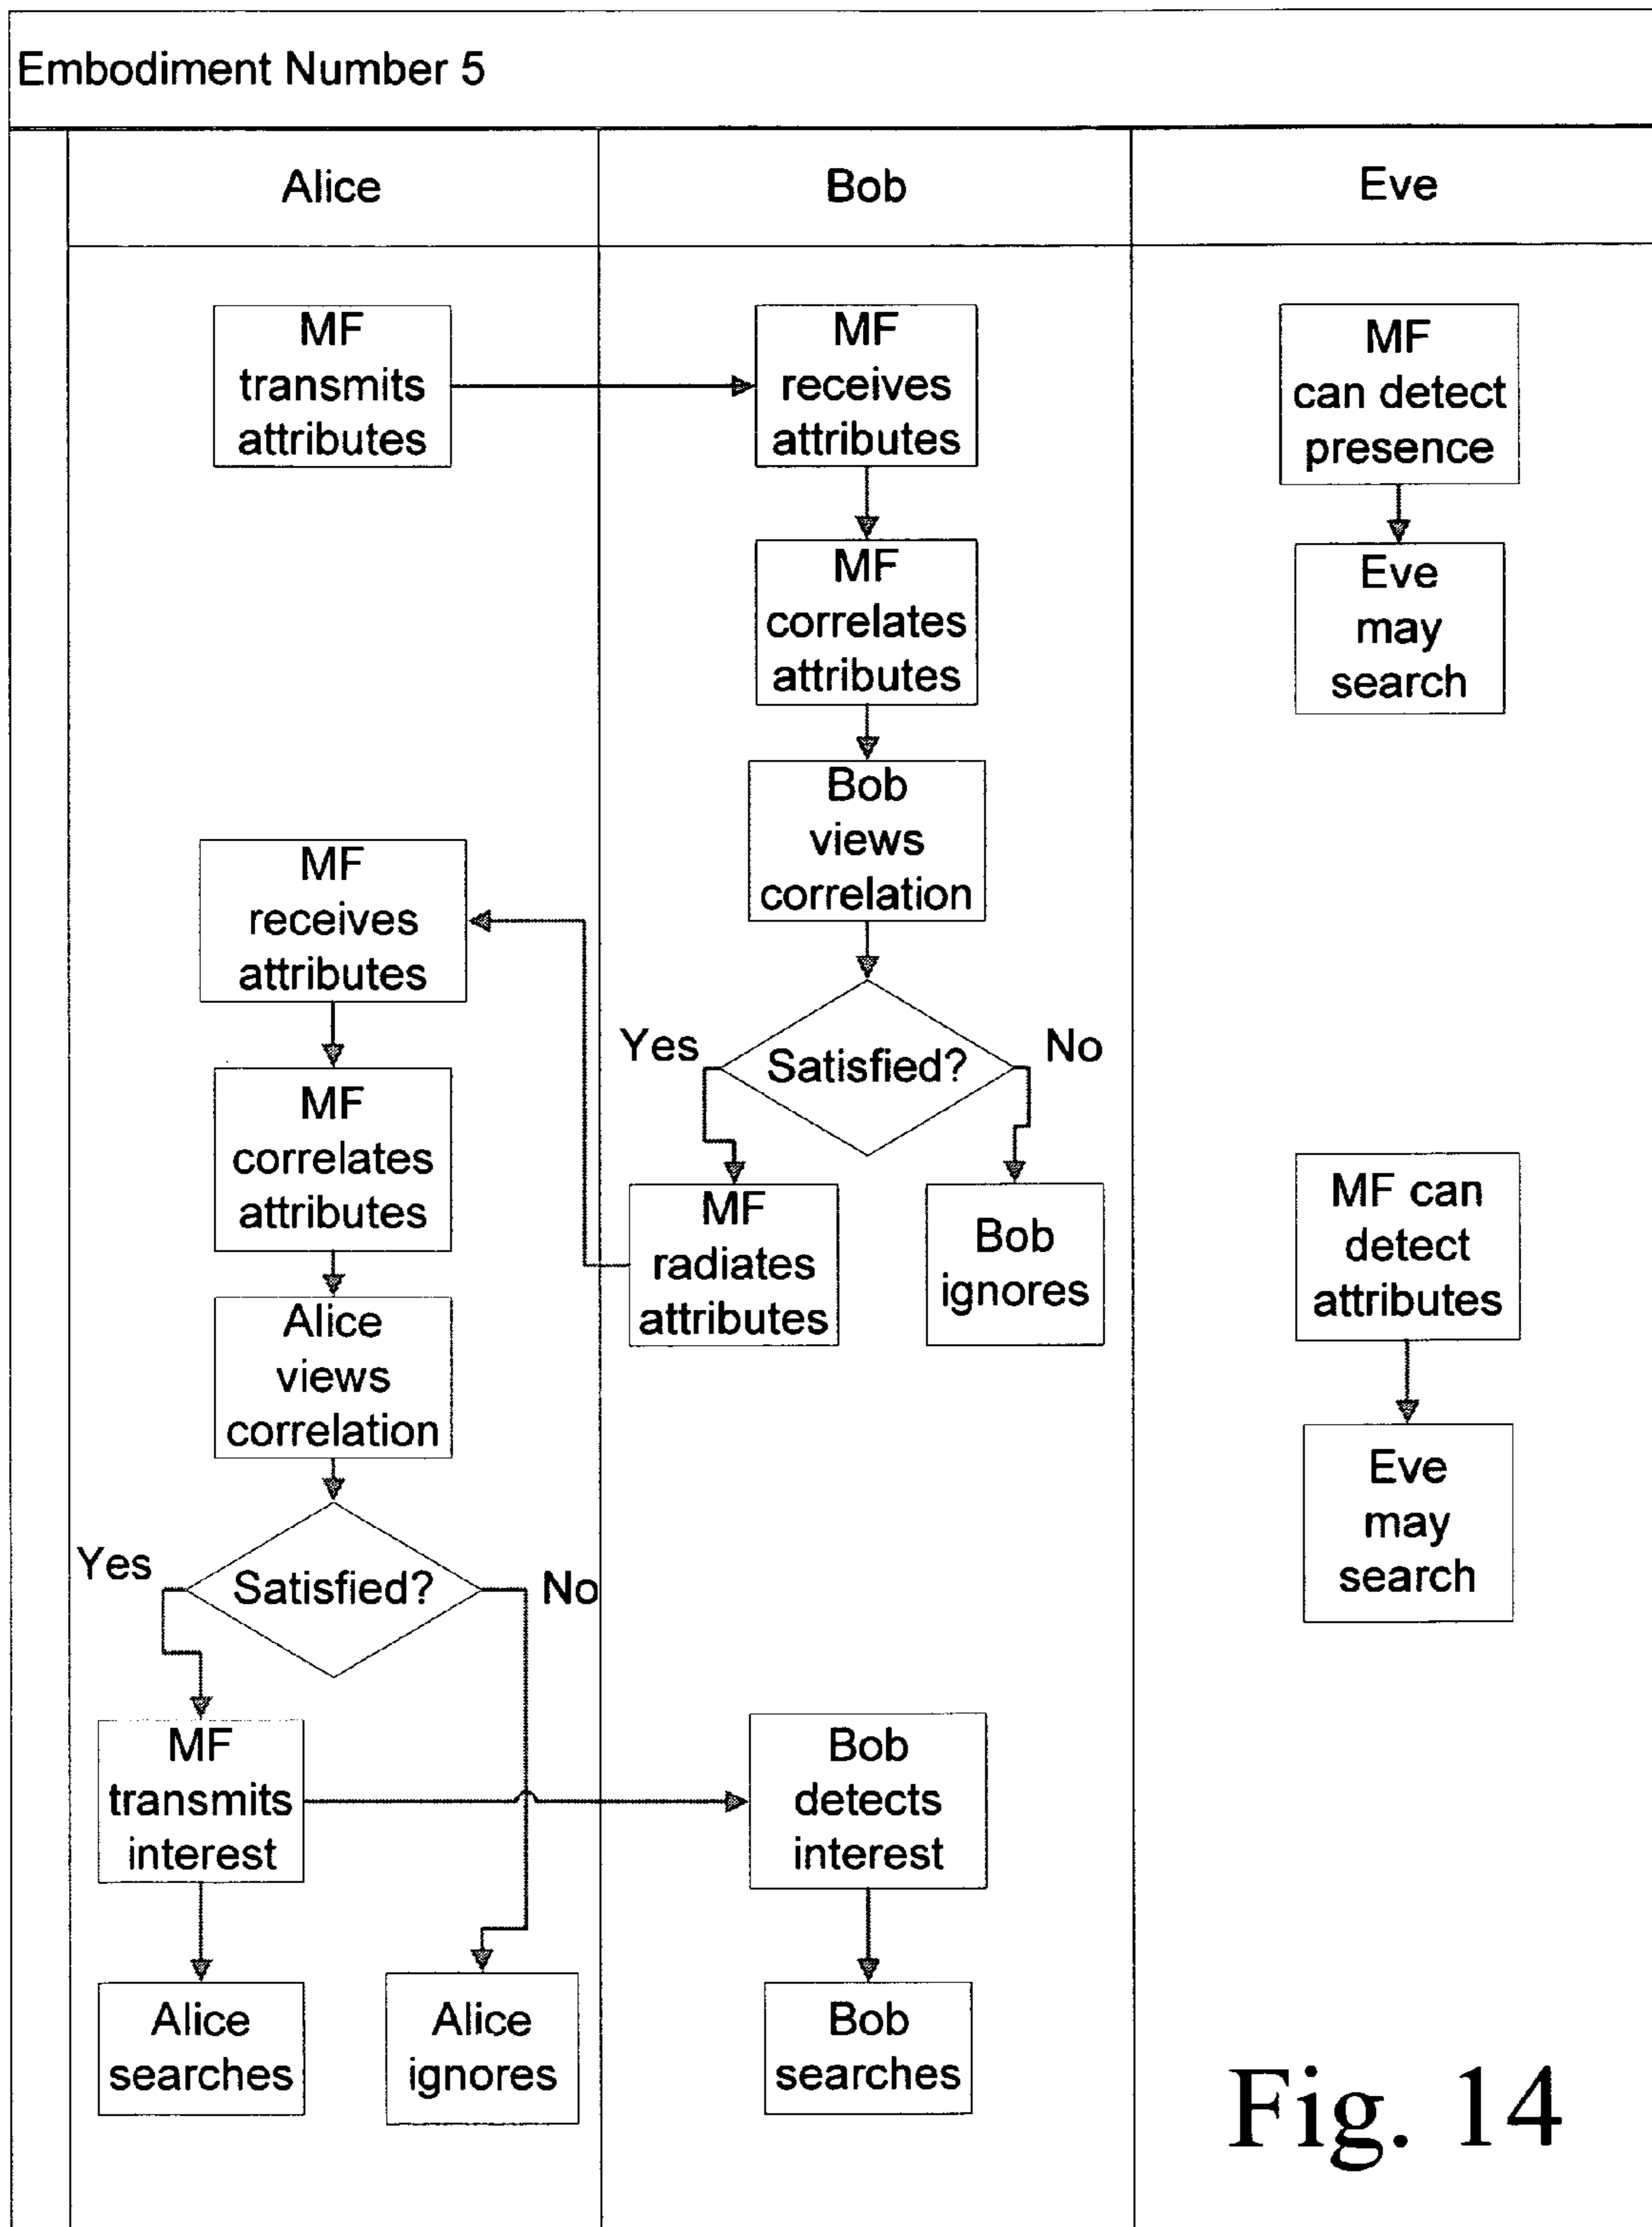 Embodiment Number 5
Alice
Bob
Eve
MF
transmits
attributes
MF
receives
attributes
MF
can detect
presence
MF
correlates
attributes
Eve
may
search
Bob
views
correlation
MF
receives
attributes
Yes
Satisfied?
No
MF
correlates
attributes
MF
radiates
attributes
Bob
ignores
MF can
detect
attributes
Alice
views
correlation
Eve
may
search
Yes
Satisfied?
No
MF
transmits
interest
Bob
detects
interest
Alice
searches
Alice
ignores
Bob
searches
Fig. 14